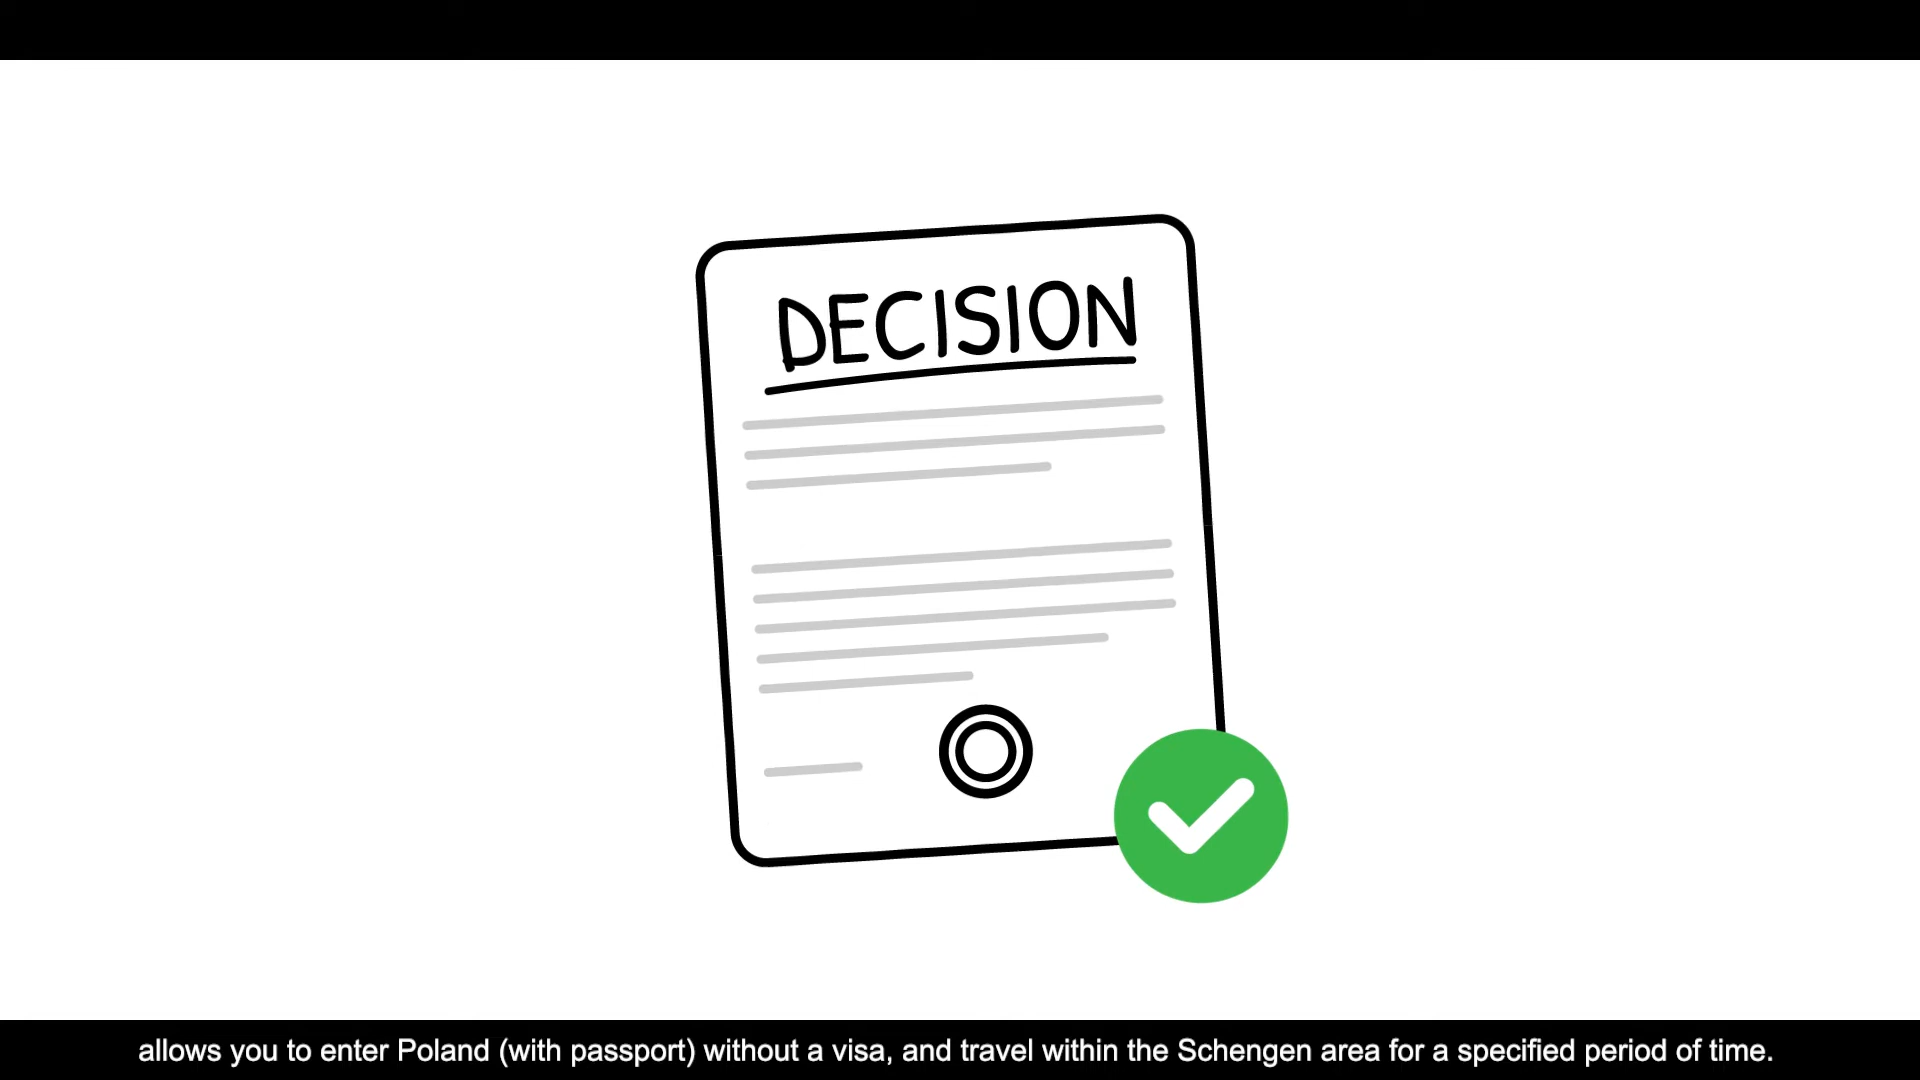 DECISION
allows you to enter Poland (with passport) without a visa, and travel within the Schengen area for a specified period of time.